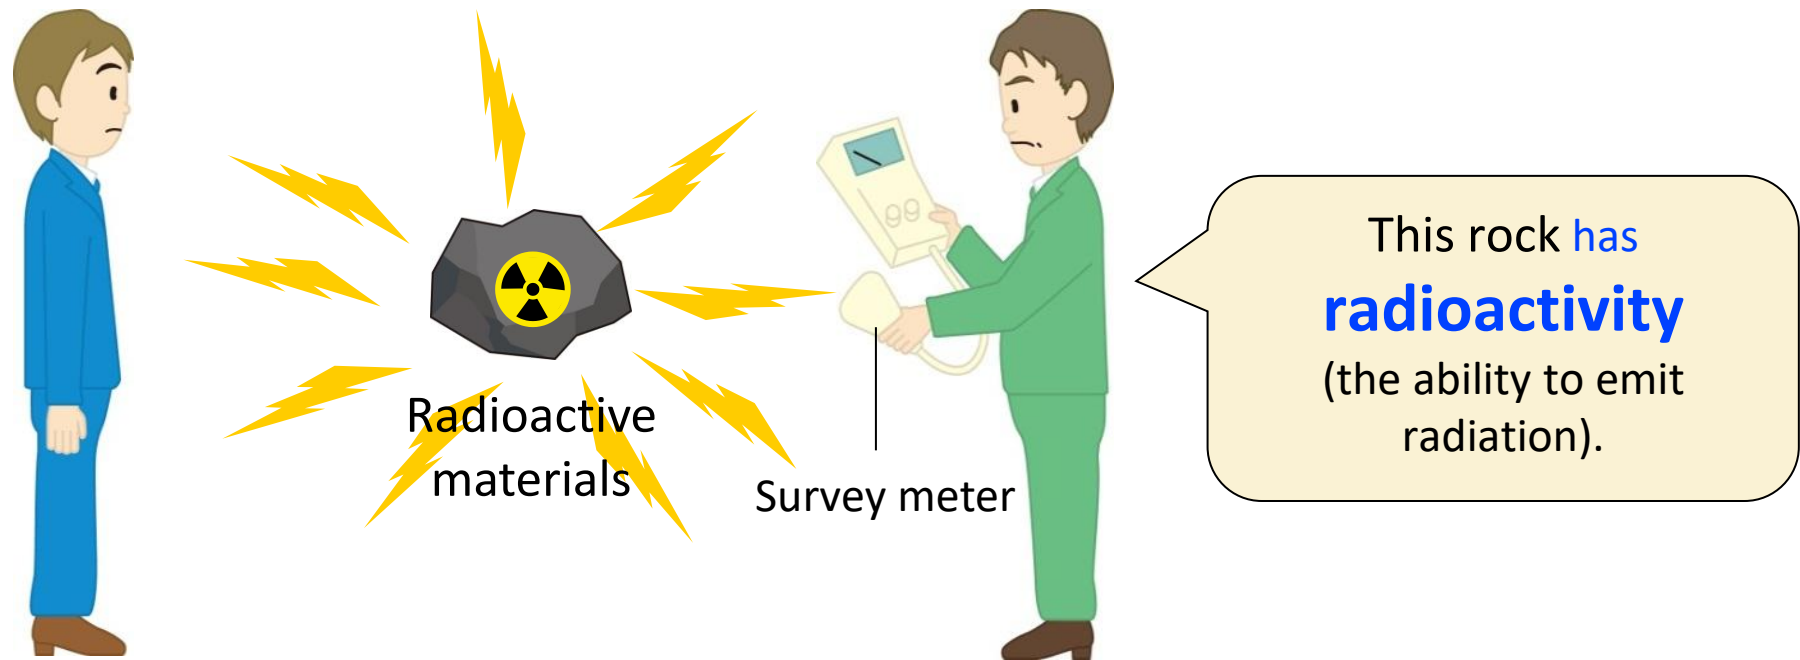 Radioactive
materials
Survey meter
This rock has
radioactivity
(the ability to emit
radiation).